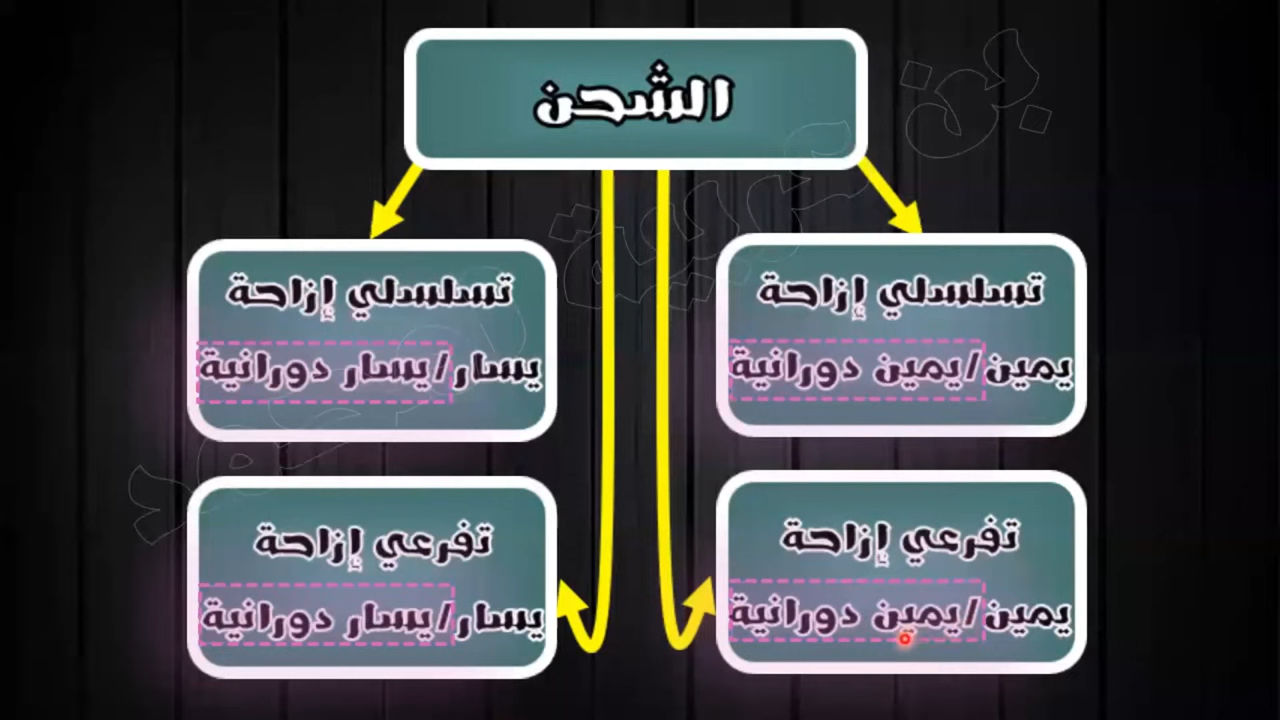 الشحن
تسلسلي إزاحة
يمين/يمين دورانية
تسلسلي إزاحة
يسار/يسار دورانية
تفرعي إزاحة
يمين/يمين دورانية
تفرعي إزاحة
يسار/يسار دورانية